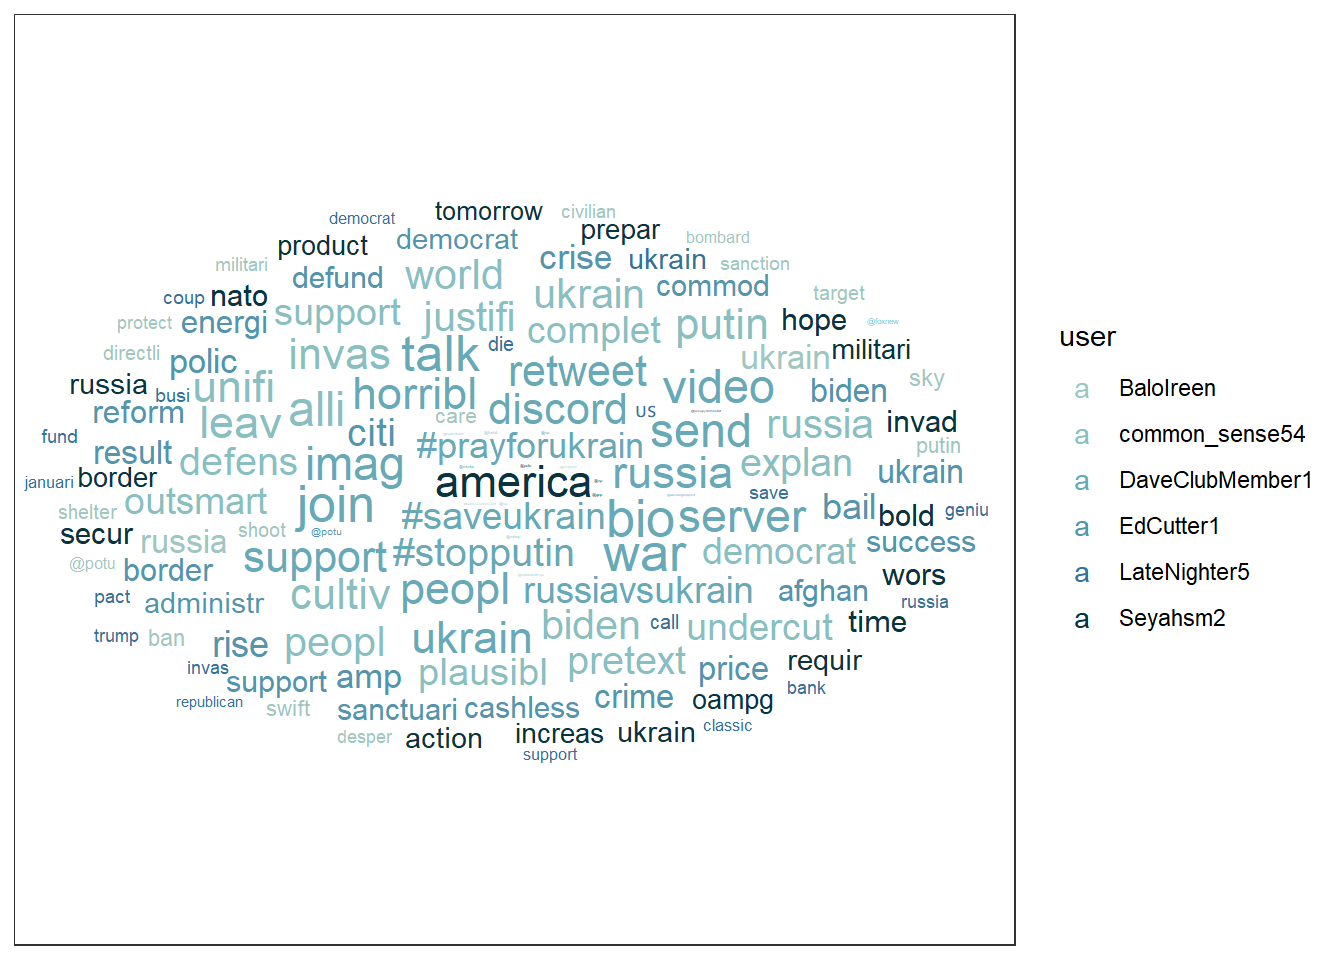 democrat tomorrow civilian
product democrat prepar bombard
militari defund world crise ukrain sanction
coup nato support justifi ukrain commod target
protect energi complet putin hope @foxnew
directli polic invas talk die ukrain militari
russia busi unifi horribl retweet video biden sky
reform leav alli care discord us send russia invad
fund result defens citi #prayforukrain putin
januari border imag america russia explan ukrain
shelter outsmart join #saveukrain bio server save bail bold geniu
secur russia shoot @potu
@potu border support #stopputin war democrat success
pact administr cultiv peopl russiavsukrain afghan wors russia
trump ban rise peopl ukrain biden call undercut time
invas support amp plausibl pretext price requir
republican swift sanctuari cashless crime oampg bank
desper action increas ukrain classic
support
user
a BaloIreen
a common_sense54
a DaveClubMember1
a EdCutter1
a LateNighter5
a Seyahsm2